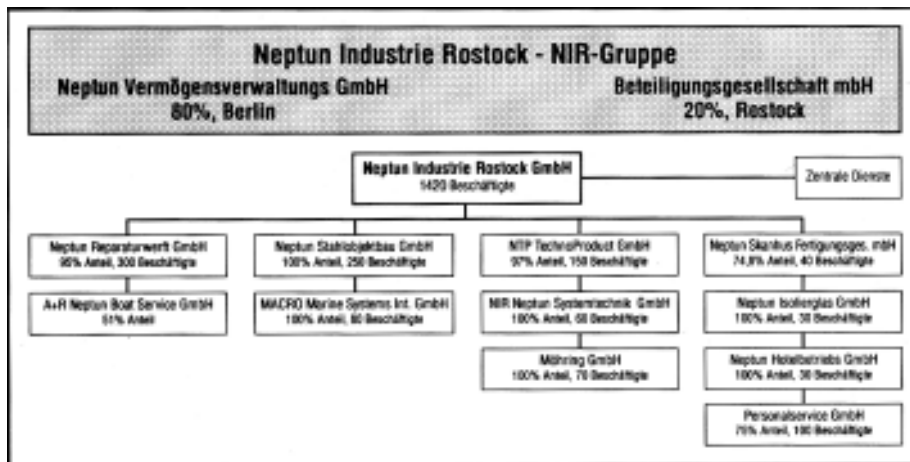 Neptun Industrie Rostock - NIR-Gruppe
Neptun Vermögensverwaltungs GmbH
80%, Berlin
Beteiligungsgesellschaft mbH
20%, Rostock
Neptun Industrie Rostock GmbH
1420 Beschäftigte
Zentrale Dienste
Neptun Reparaturwerft GmbH
95% Anteil, 300 Beschäftigte
A+R Neptun Boat Service GmbH
51% Anteil
Neptun Stahlobjektbau GmbH
100% Anteil, 250 Beschäftigte
MACRO Marine Systems Int. GmbH
100% Anteil, 80 Beschäftigte
NTP TechnoProduct GmbH
97% Anteil, 150 Beschäftigte
NIR Neptun Systemtechnik GmbH
100% Anteil, 60 Beschäftigte
Möhring GmbH
100% Anteil, 70 Beschäftigte
Neptun Skanhus Fertigungsges. mbH
74,9% Anteil, 40 Beschäftigte
Neptun Isolierglas GmbH
100% Anteil, 30 Beschäftigte
Neptun Hotelbetriebs GmbH
100% Anteil, 30 Beschäftigte
Personalservice GmbH
75% Anteil, 100 Beschäftigte